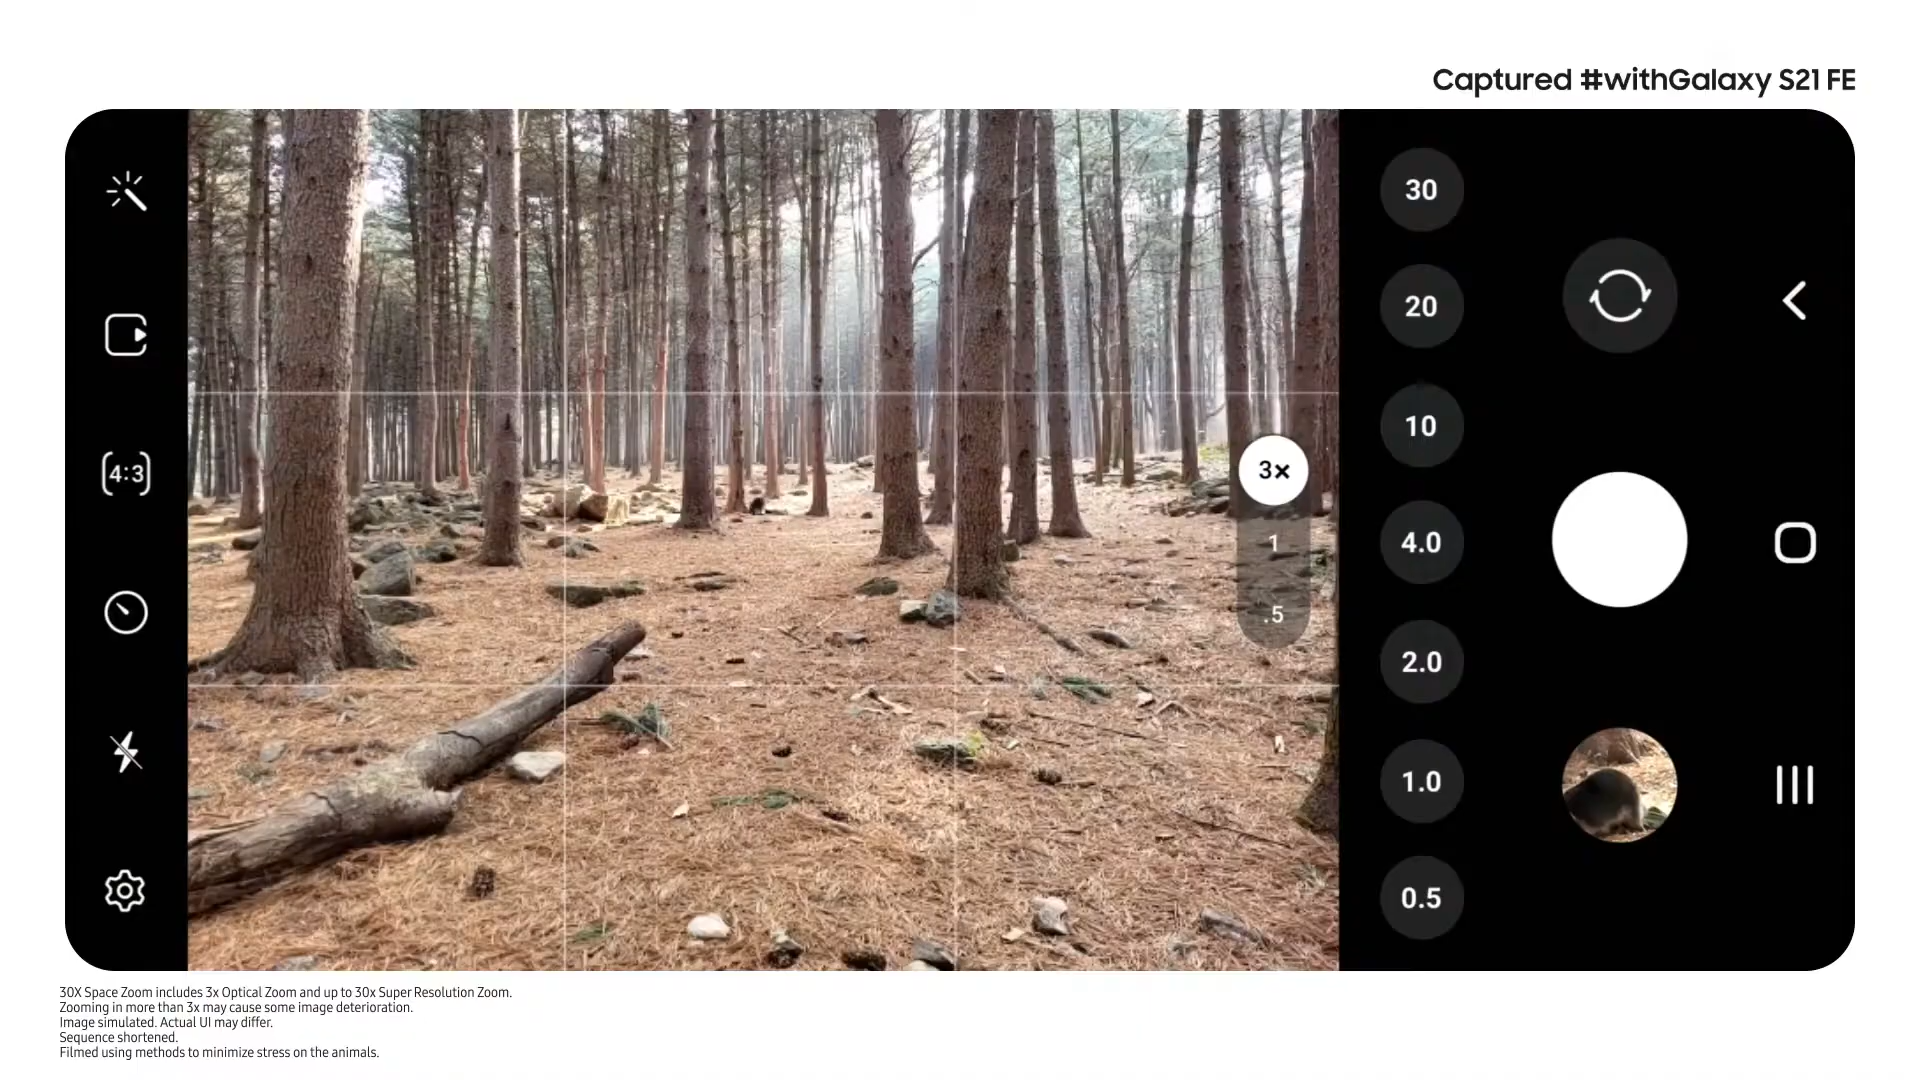 Captured #withGalaxy S21 FE
4:3
3×
1
.5
30
20
10
4.0
2.0
1.0
0.5
30X Space Zoom includes 3x Optical Zoom and up to 30x Super Resolution Zoom.
Zooming in more than 3x may cause some image deterioration.
Image simulated. Actual UI may differ.
Sequence shortened.
Filmed using methods to minimize stress on the animals.